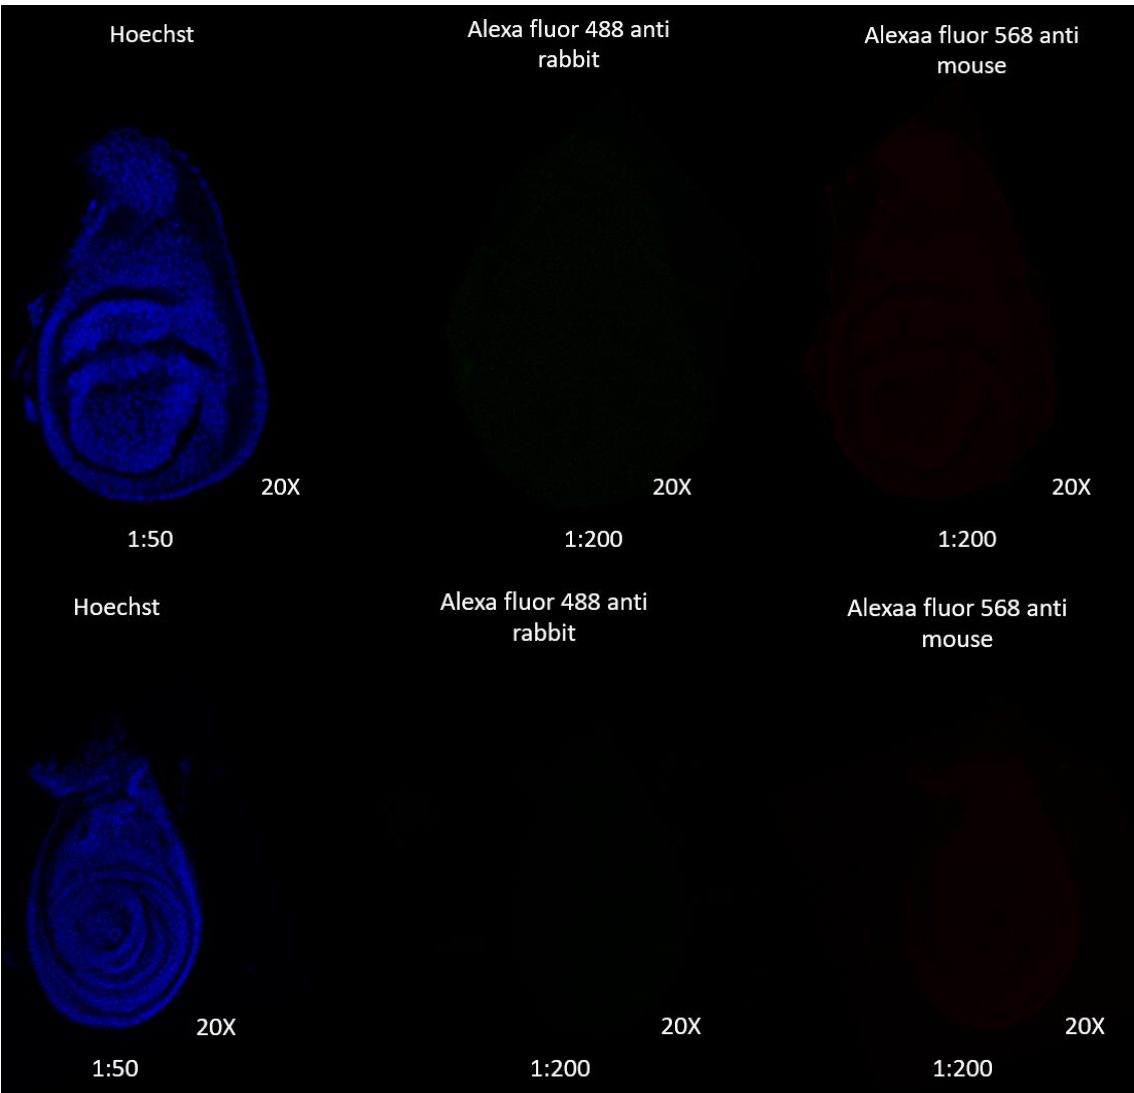 Hoechst
Alexa fluor 488 anti
rabbit
Alexaa fluor 568 anti
mouse
20X
20X
20X
1:50
1:200
1:200
Hoechst
Alexa fluor 488 anti
rabbit
Alexaa fluor 568 anti
mouse
20X
20X
20X
1:50
1:200
1:200